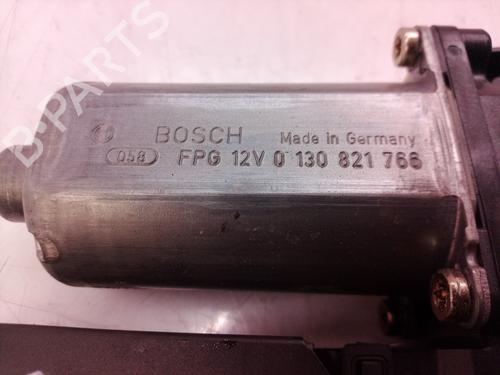 BOSCH Made in Germany
058 FPG 12V 0 130 821 766
B-PARTS